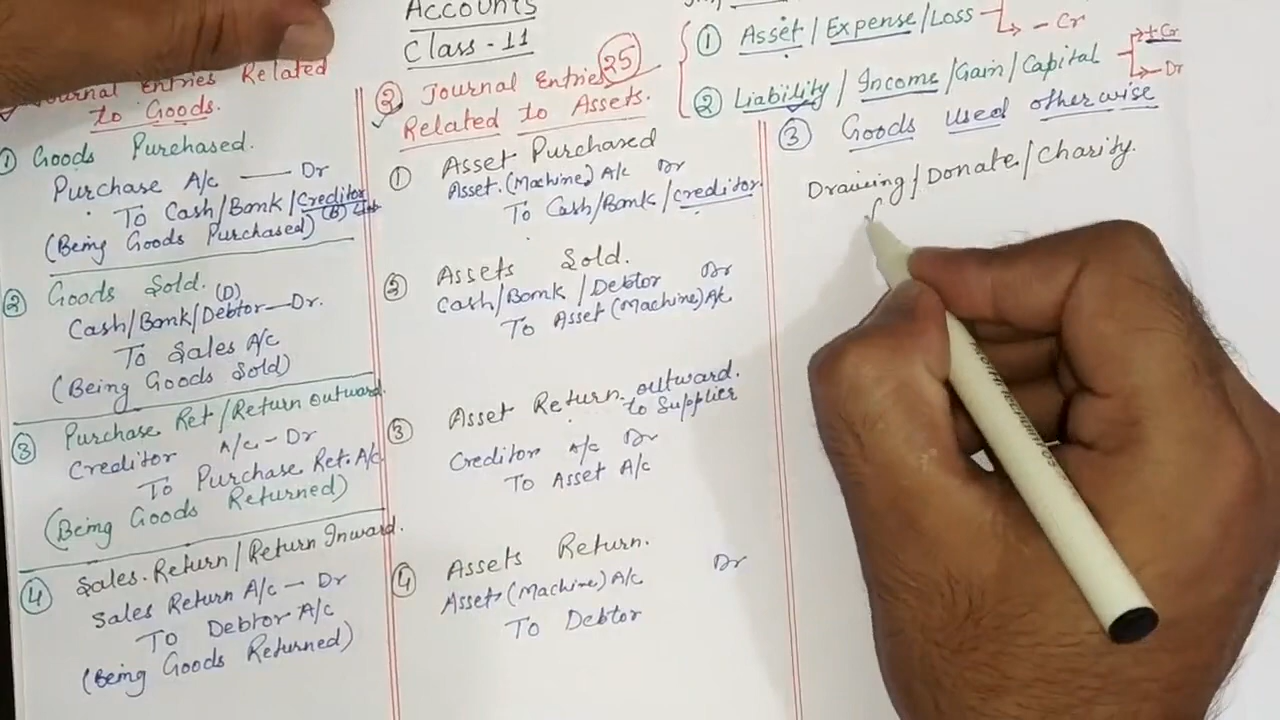 Accounts
Class - 11
① Asset / Expense / Loss
- Cr
② Liability / Income / Gain / Capital
+ Cr
- Dr
Journal Entries Related
to Goods.
① Goods Purchased.
Purchase A/c —— Dr
To Cash/Bank/Creditor
(Being Goods Purchased)
② Goods Sold.
(D)
Cash/Bank/Debtor — Dr.
To Sales A/c
(Being Goods Sold)
③ Purchase Ret/Return outward.
Creditor A/c - Dr
To Purchase Ret. A/c
(Being Goods Returned)
④ Sales. Return/Return Inward.
Sales Return A/c — Dr
To Debtor A/c
(Being Goods Returned)
② Journal Entries 25
Related to Assets.
① Asset Purchased
Asset. (Machine) A/c Dr
To Cash/Bank/Creditor.
② Assets Sold.
Cash/Bank/Debtor Dr
To Asset (Machine) A/c
③ Asset Return. outward.
to Supplier
Creditor A/c Dr
To Asset A/c
④ Assets Return.
Assets (Machine) A/c Dr
To Debtor
③ Goods Used otherwise
Drawing/Donate/Charity.